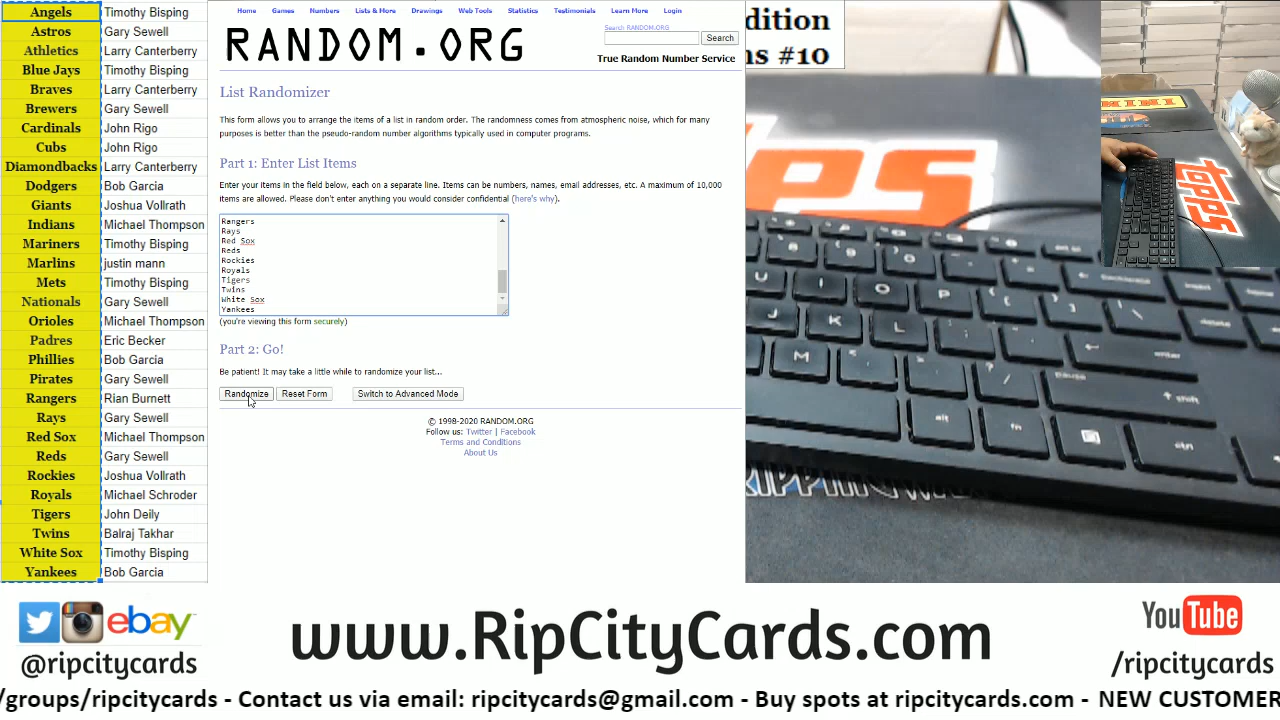 Angels Timothy Bisping
Astros Gary Sewell
Athletics Larry Canterberry
Blue Jays Timothy Bisping
Braves Larry Canterberry
Brewers Gary Sewell
Cardinals John Rigo
Cubs John Rigo
Diamondbacks Larry Canterberry
Dodgers Bob Garcia
Giants Joshua Vollrath
Indians Michael Thompson
Mariners Timothy Bisping
Marlins justin mann
Mets Timothy Bisping
Nationals Gary Sewell
Orioles Michael Thompson
Padres Eric Becker
Phillies Bob Garcia
Pirates Gary Sewell
Rangers Rian Burnett
Rays Gary Sewell
Red Sox Michael Thompson
Reds Gary Sewell
Rockies Joshua Vollrath
Royals Michael Schroder
Tigers John Deily
Twins Balraj Takhar
White Sox Timothy Bisping
Yankees Bob Garcia
Home Games Numbers Lists & More Drawings Web Tools Statistics Testimonials Learn More Login
RANDOM.ORG
Search RANDOM.ORG
Search
True Random Number Service
List Randomizer
This form allows you to arrange the items of a list in random order. The randomness comes from atmospheric noise, which for many
purposes is better than the pseudo-random number algorithms typically used in computer programs.
Part 1: Enter List Items
Enter your items in the field below, each on a separate line. Items can be numbers, names, email addresses, etc. A maximum of 10,000
items are allowed. Please don't enter anything you would consider confidential (here's why).
Rangers
Rays
Red Sox
Reds
Rockies
Royals
Tigers
Twins
White Sox
Yankees
(you're viewing this form securely)
Part 2: Go!
Be patient! It may take a little while to randomize your list...
Randomize Reset Form Switch to Advanced Mode
© 1998-2020 RANDOM.ORG
Follow us: Twitter | Facebook
Terms and Conditions
About Us
dition
s #10
PS
topps
U I O P
J K L
M
pause
enter
shift
alt fn ctrl
ebay
@ripcitycards
www.RipCityCards.com
YouTube
/ripcitycards
/groups/ripcitycards - Contact us via email: ripcitycards@gmail.com - Buy spots at ripcitycards.com - NEW CUSTOMER